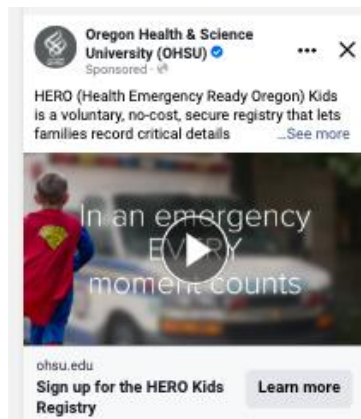 Oregon Health & Science
University (OHSU)
Sponsored ·
HERO (Health Emergency Ready Oregon) Kids
is a voluntary, no-cost, secure registry that lets
families record critical details ...See more
In an emergency
EVERY
moment counts
ohsu.edu
Sign up for the HERO Kids
Registry
Learn more